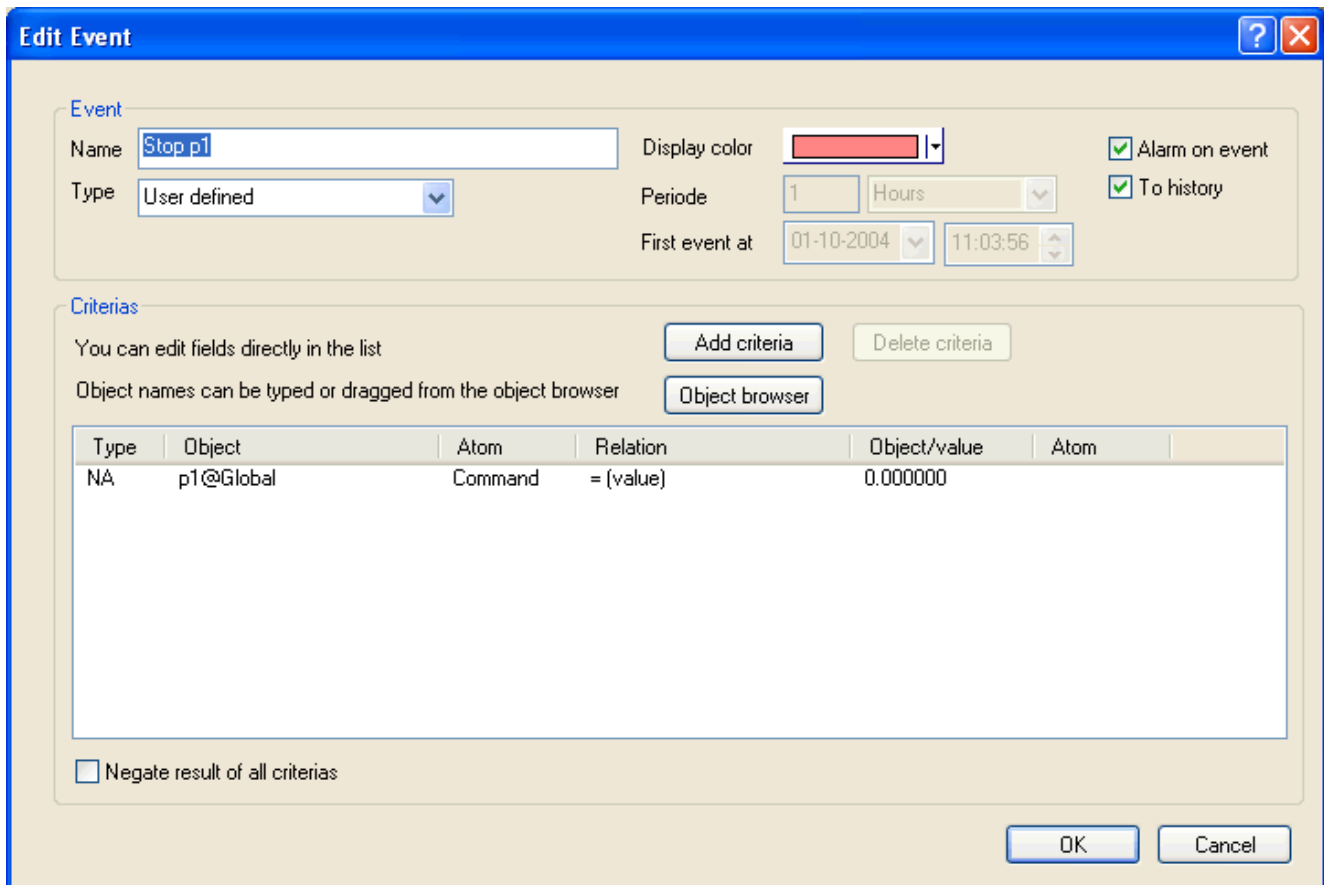 Edit Event
Event
Name Stop p1 Display color Alarm on event
Type User defined Periode 1 Hours To history
First event at 01-10-2004 11:03:56
Criterias
You can edit fields directly in the list Add criteria Delete criteria
Object names can be typed or dragged from the object browser Object browser
Type Object Atom Relation Object/value Atom
NA p1@Global Command = (value) 0.000000
Negate result of all criterias
OK Cancel